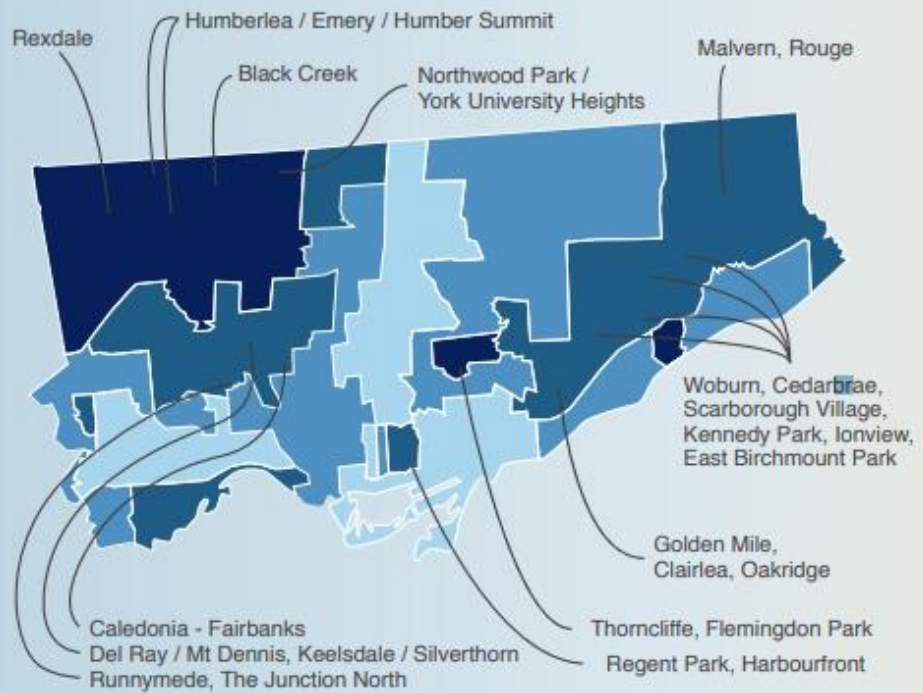 Humberlea / Emery / Humber Summit
Rexdale
Black Creek
Northwood Park /
York University Heights
Malvern, Rouge
Woburn, Cedarbrae,
Scarborough Village,
Kennedy Park, Ionview,
East Birchmount Park
Golden Mile,
Clairlea, Oakridge
Thorncliffe, Flemingdon Park
Regent Park, Harbourfront
Caledonia - Fairbanks
Del Ray / Mt Dennis, Keelsdale / Silverthorn
Runnymede, The Junction North